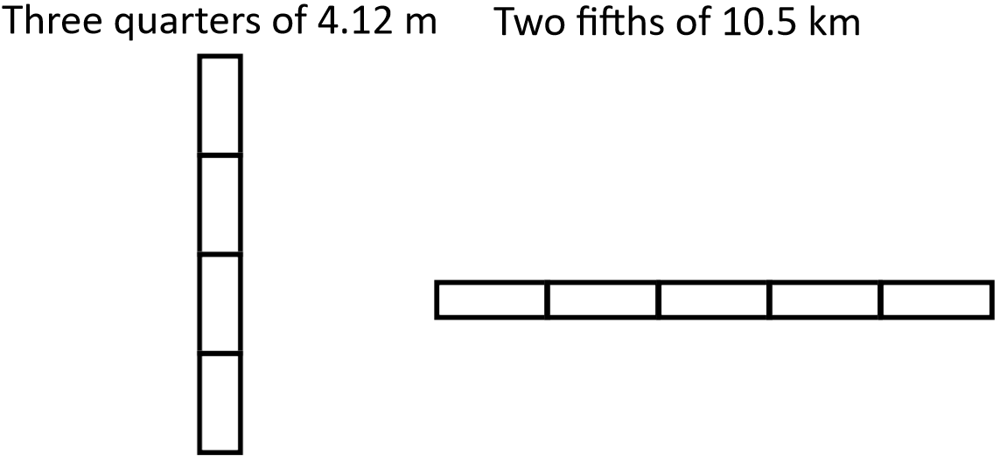 Three quarters of 4.12 m
Two fifths of 10.5 km